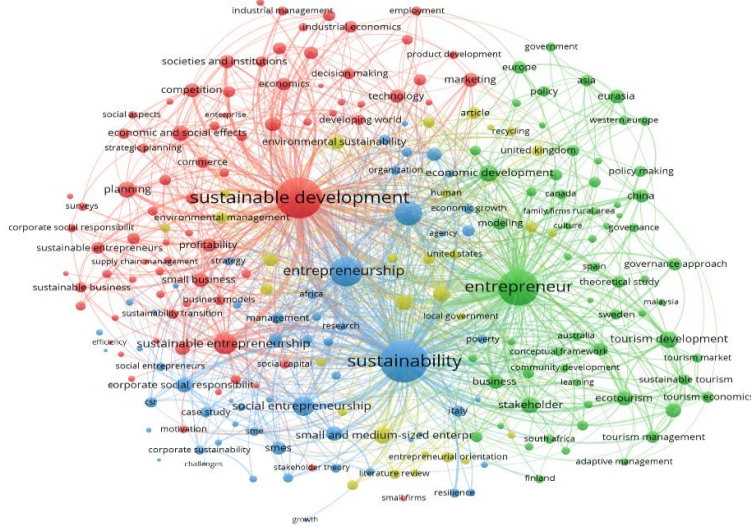 industrial management
employment
industrial economics
government
societies and institutions
product development
europe
asia
decision making
economics
marketing
policy
competition
technology
eurasia
social aspects
enterprise
developing world
article
western europe
economic and social effects
recycling
strategic planning
environmental sustainability
united kingdom
commerce
organization
economic development
policy making
planning
sustainable development
human
canada
china
economic growth
surveys
environmental management
family firms
rural area
corporate social responsibilit
modeling
culture
agency
governance
sustainable entrepreneurs
profitability
united states
supply chain management
strategy
spain
governance approach
entrepreneurship
sustainable business
small business
theoretical study
entrepreneur
africa
business models
malaysia
sustainability transition
management
local government
sweden
research
efficiency
sustainable entrepreneurship
poverty
australia
tourism development
conceptual framework
tourism market
social entrepreneurs
social capital
sustainability
community development
corporate social responsibilit
business
learning
sustainable tourism
csr
ecotourism
tourism economics
case study
social entrepreneurship
italy
stakeholder
motivation
sme
small and medium-sized enterpr
south africa
tourism management
corporate sustainability
smes
entrepreneurial orientation
challenges
stakeholder theory
adaptive management
literature review
finland
resilience
small firms
growth